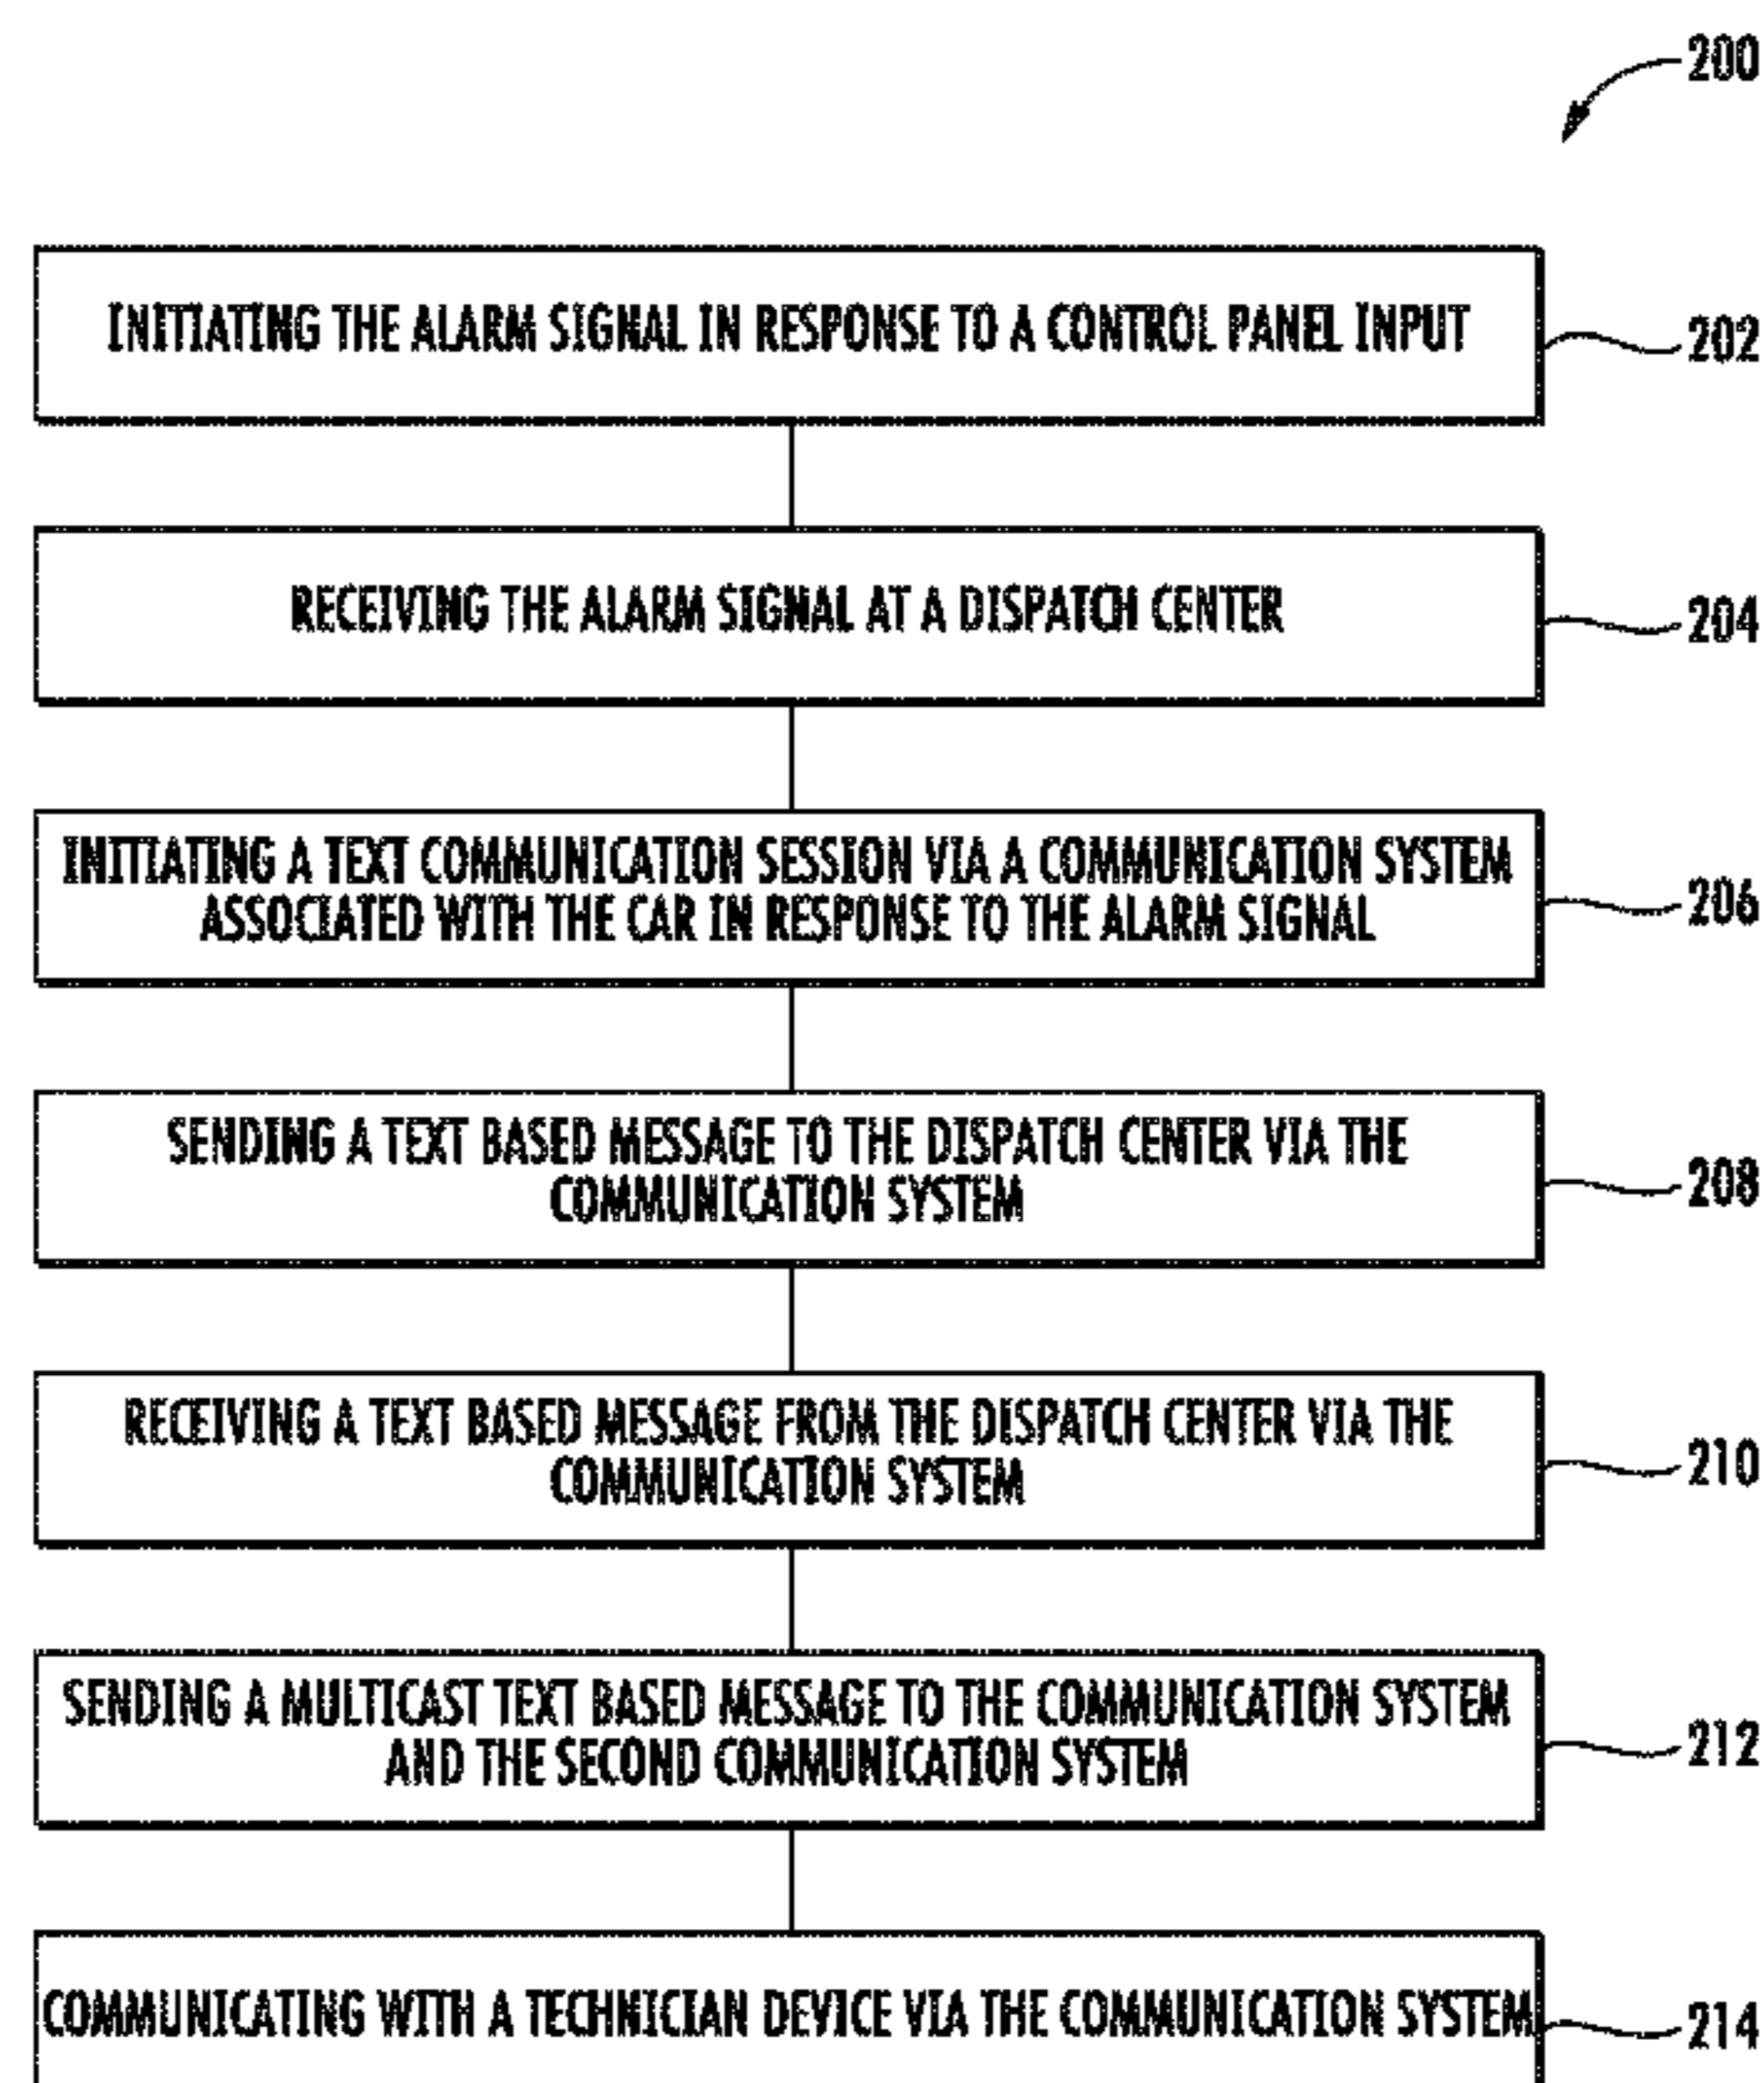 200
INITIATING THE ALARM SIGNAL IN RESPONSE TO A CONTROL PANEL INPUT
202
RECEIVING THE ALARM SIGNAL AT A DISPATCH CENTER
204
INITIATING A TEXT COMMUNICATION SESSION VIA A COMMUNICATION SYSTEM
ASSOCIATED WITH THE CAR IN RESPONSE TO THE ALARM SIGNAL
206
SENDING A TEXT BASED MESSAGE TO THE DISPATCH CENTER VIA THE
COMMUNICATION SYSTEM
208
RECEIVING A TEXT BASED MESSAGE FROM THE DISPATCH CENTER VIA THE
COMMUNICATION SYSTEM
210
SENDING A MULTICAST TEXT BASED MESSAGE TO THE COMMUNICATION SYSTEM
AND THE SECOND COMMUNICATION SYSTEM
212
COMMUNICATING WITH A TECHNICIAN DEVICE VIA THE COMMUNICATION SYSTEM
214